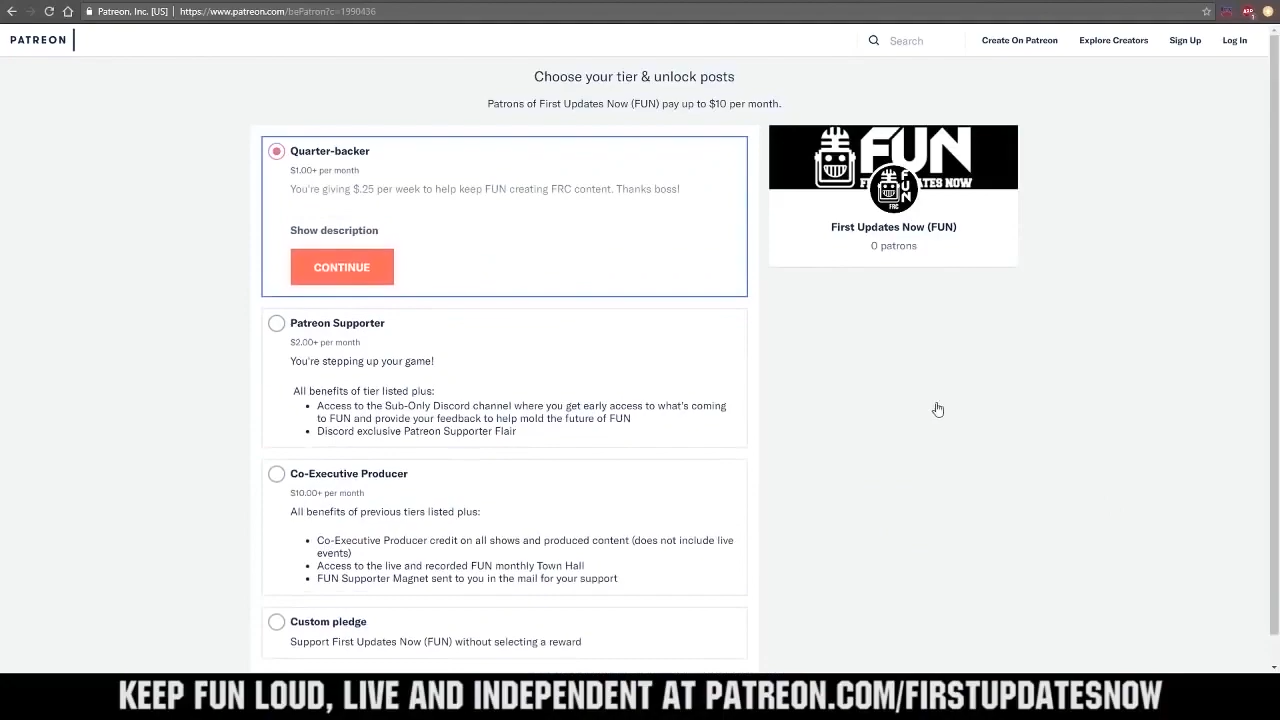 Patreon, Inc. [US] | https://www.patreon.com/bePatron?c=1990436
PATREON
Search
Create On Patreon
Explore Creators
Sign Up
Log In
Choose your tier & unlock posts
Patrons of First Updates Now (FUN) pay up to $10 per month.
Quarter-backer
$1.00+ per month
You're giving $.25 per week to help keep FUN creating FRC content. Thanks boss!
Show description
CONTINUE
FUN
FUN
FRC
First Updates Now (FUN)
0 patrons
Patreon Supporter
$2.00+ per month
You're stepping up your game!
All benefits of tier listed plus:
• Access to the Sub-Only Discord channel where you get early access to what's coming
to FUN and provide your feedback to help mold the future of FUN
• Discord exclusive Patreon Supporter Flair
Co-Executive Producer
$10.00+ per month
All benefits of previous tiers listed plus:
• Co-Executive Producer credit on all shows and produced content (does not include live
events)
• Access to the live and recorded FUN monthly Town Hall
• FUN Supporter Magnet sent to you in the mail for your support
Custom pledge
Support First Updates Now (FUN) without selecting a reward
KEEP FUN LOUD, LIVE AND INDEPENDENT AT PATREON.COM/FIRSTUPDATESNOW